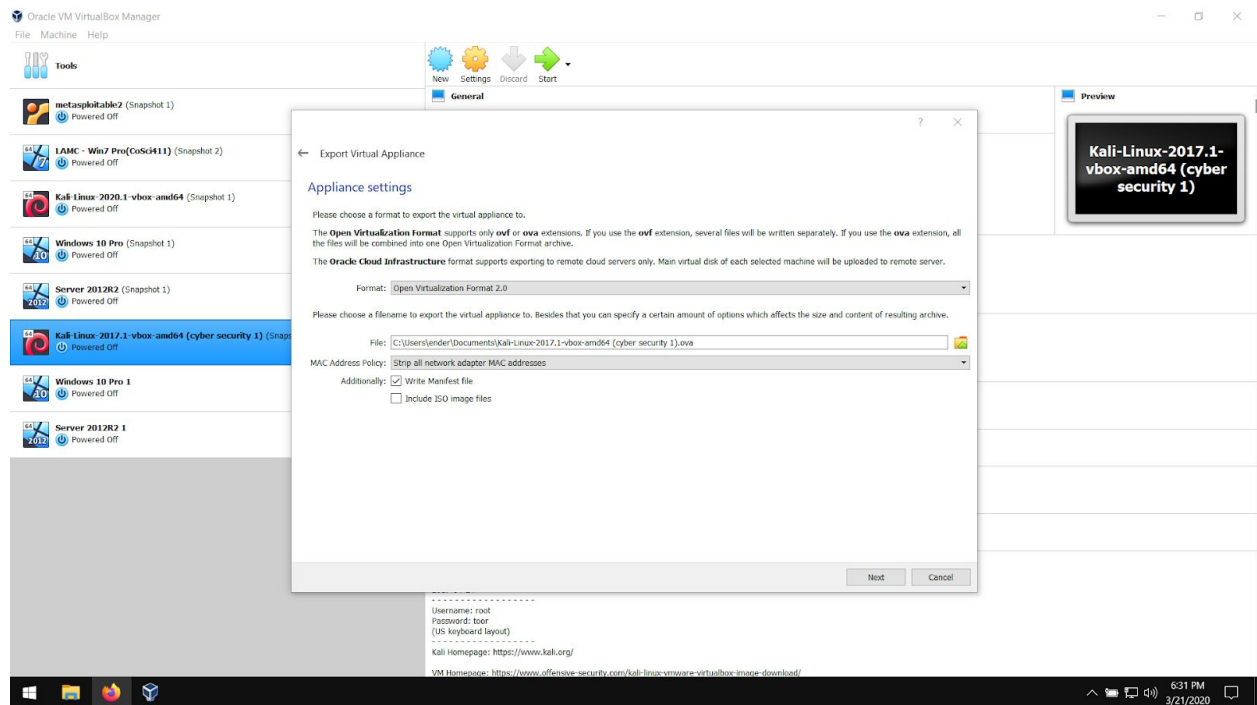 Oracle VM VirtualBox Manager
File Machine Help
Tools
New Settings Discard Start
metasploitable2 (Snapshot 1)
Powered Off
64
LAMC - Win7 Pro(CoSci411) (Snapshot 2)
Powered Off
64
Kali-Linux-2020.1-vbox-amd64 (Snapshot 1)
Powered Off
64
10
Windows 10 Pro (Snapshot 1)
Powered Off
64
2012
Server 2012R2 (Snapshot 1)
Powered Off
64
Kali-Linux-2017.1-vbox-amd64 (cyber security 1) (Snaps
Powered Off
64
10
Windows 10 Pro 1
Powered Off
64
2012
Server 2012R2 1
Powered Off
General
Preview
Kali-Linux-2017.1-
vbox-amd64 (cyber
security 1)
?
← Export Virtual Appliance
Appliance settings
Please choose a format to export the virtual appliance to.
The Open Virtualization Format supports only ovf or ova extensions. If you use the ovf extension, several files will be written separately. If you use the ova extension, all
the files will be combined into one Open Virtualization Format archive.
The Oracle Cloud Infrastructure format supports exporting to remote cloud servers only. Main virtual disk of each selected machine will be uploaded to remote server.
Format: Open Virtualization Format 2.0
Please choose a filename to export the virtual appliance to. Besides that you can specify a certain amount of options which affects the size and content of resulting archive.
File: C:\Users\ender\Documents\Kali-Linux-2017.1-vbox-amd64 (cyber security 1).ova
MAC Address Policy: Strip all network adapter MAC addresses
Additionally: Write Manifest file
Include ISO image files
Next Cancel
- - - - - - - - - - - - - - - - - -
Username: root
Password: toor
(US keyboard layout)
- - - - - - - - - - - - - - - - - -
Kali Homepage: https://www.kali.org/
VM Homepage: https://www.offensive-security.com/kali-linux-vmware-virtualbox-image-download/
6:31 PM
3/21/2020